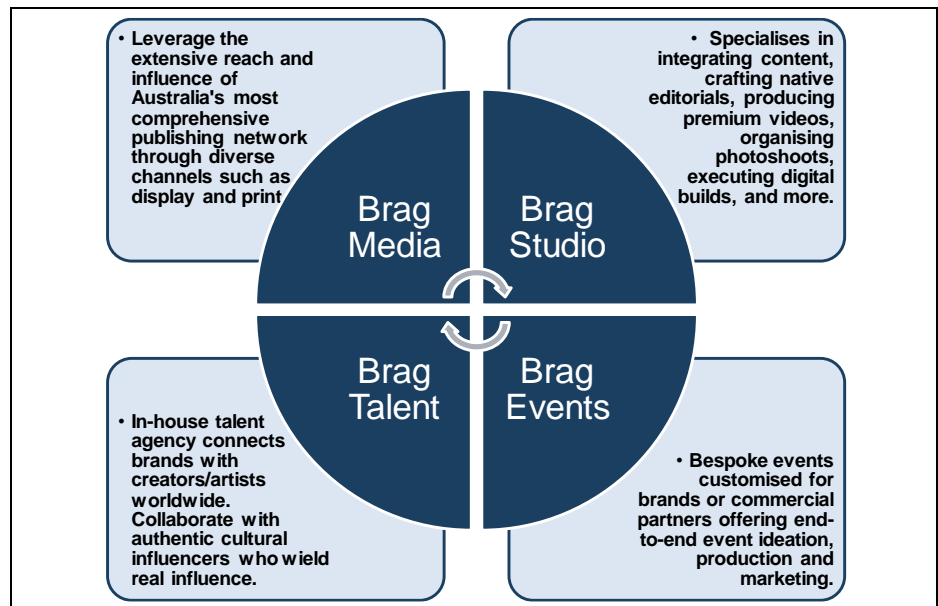 • Leverage the
extensive reach and
influence of
Australia's most
comprehensive
publishing network
through diverse
channels such as
display and print
• Specialises in
integrating content,
crafting native
editorials, producing
premium videos,
organising
photoshoots,
executing digital
builds, and more.
Brag
Media
Brag
Studio
Brag
Talent
Brag
Events
• In-house talent
agency connects
brands with
creators/artists
worldwide.
Collaborate with
authentic cultural
influencers who wield
real influence.
• Bespoke events
customised for
brands or commercial
partners offering end-
to-end event ideation,
production and
marketing.